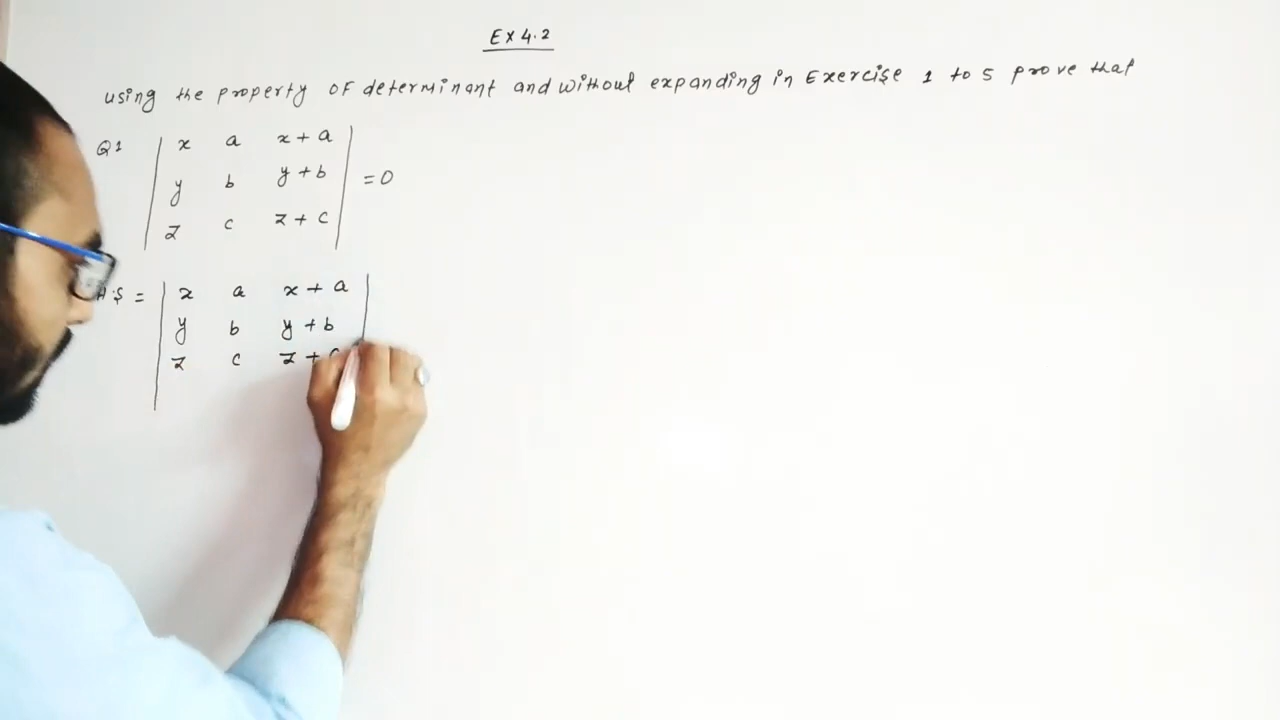 Ex 4.2
using the property of determinant and without expanding in Exercise 1 to 5 prove that
Q1 | x a x + a |
| y b y + b | = 0
| z c z + c |
H·S = | x a x + a |
| y b y + b |
| z c z +